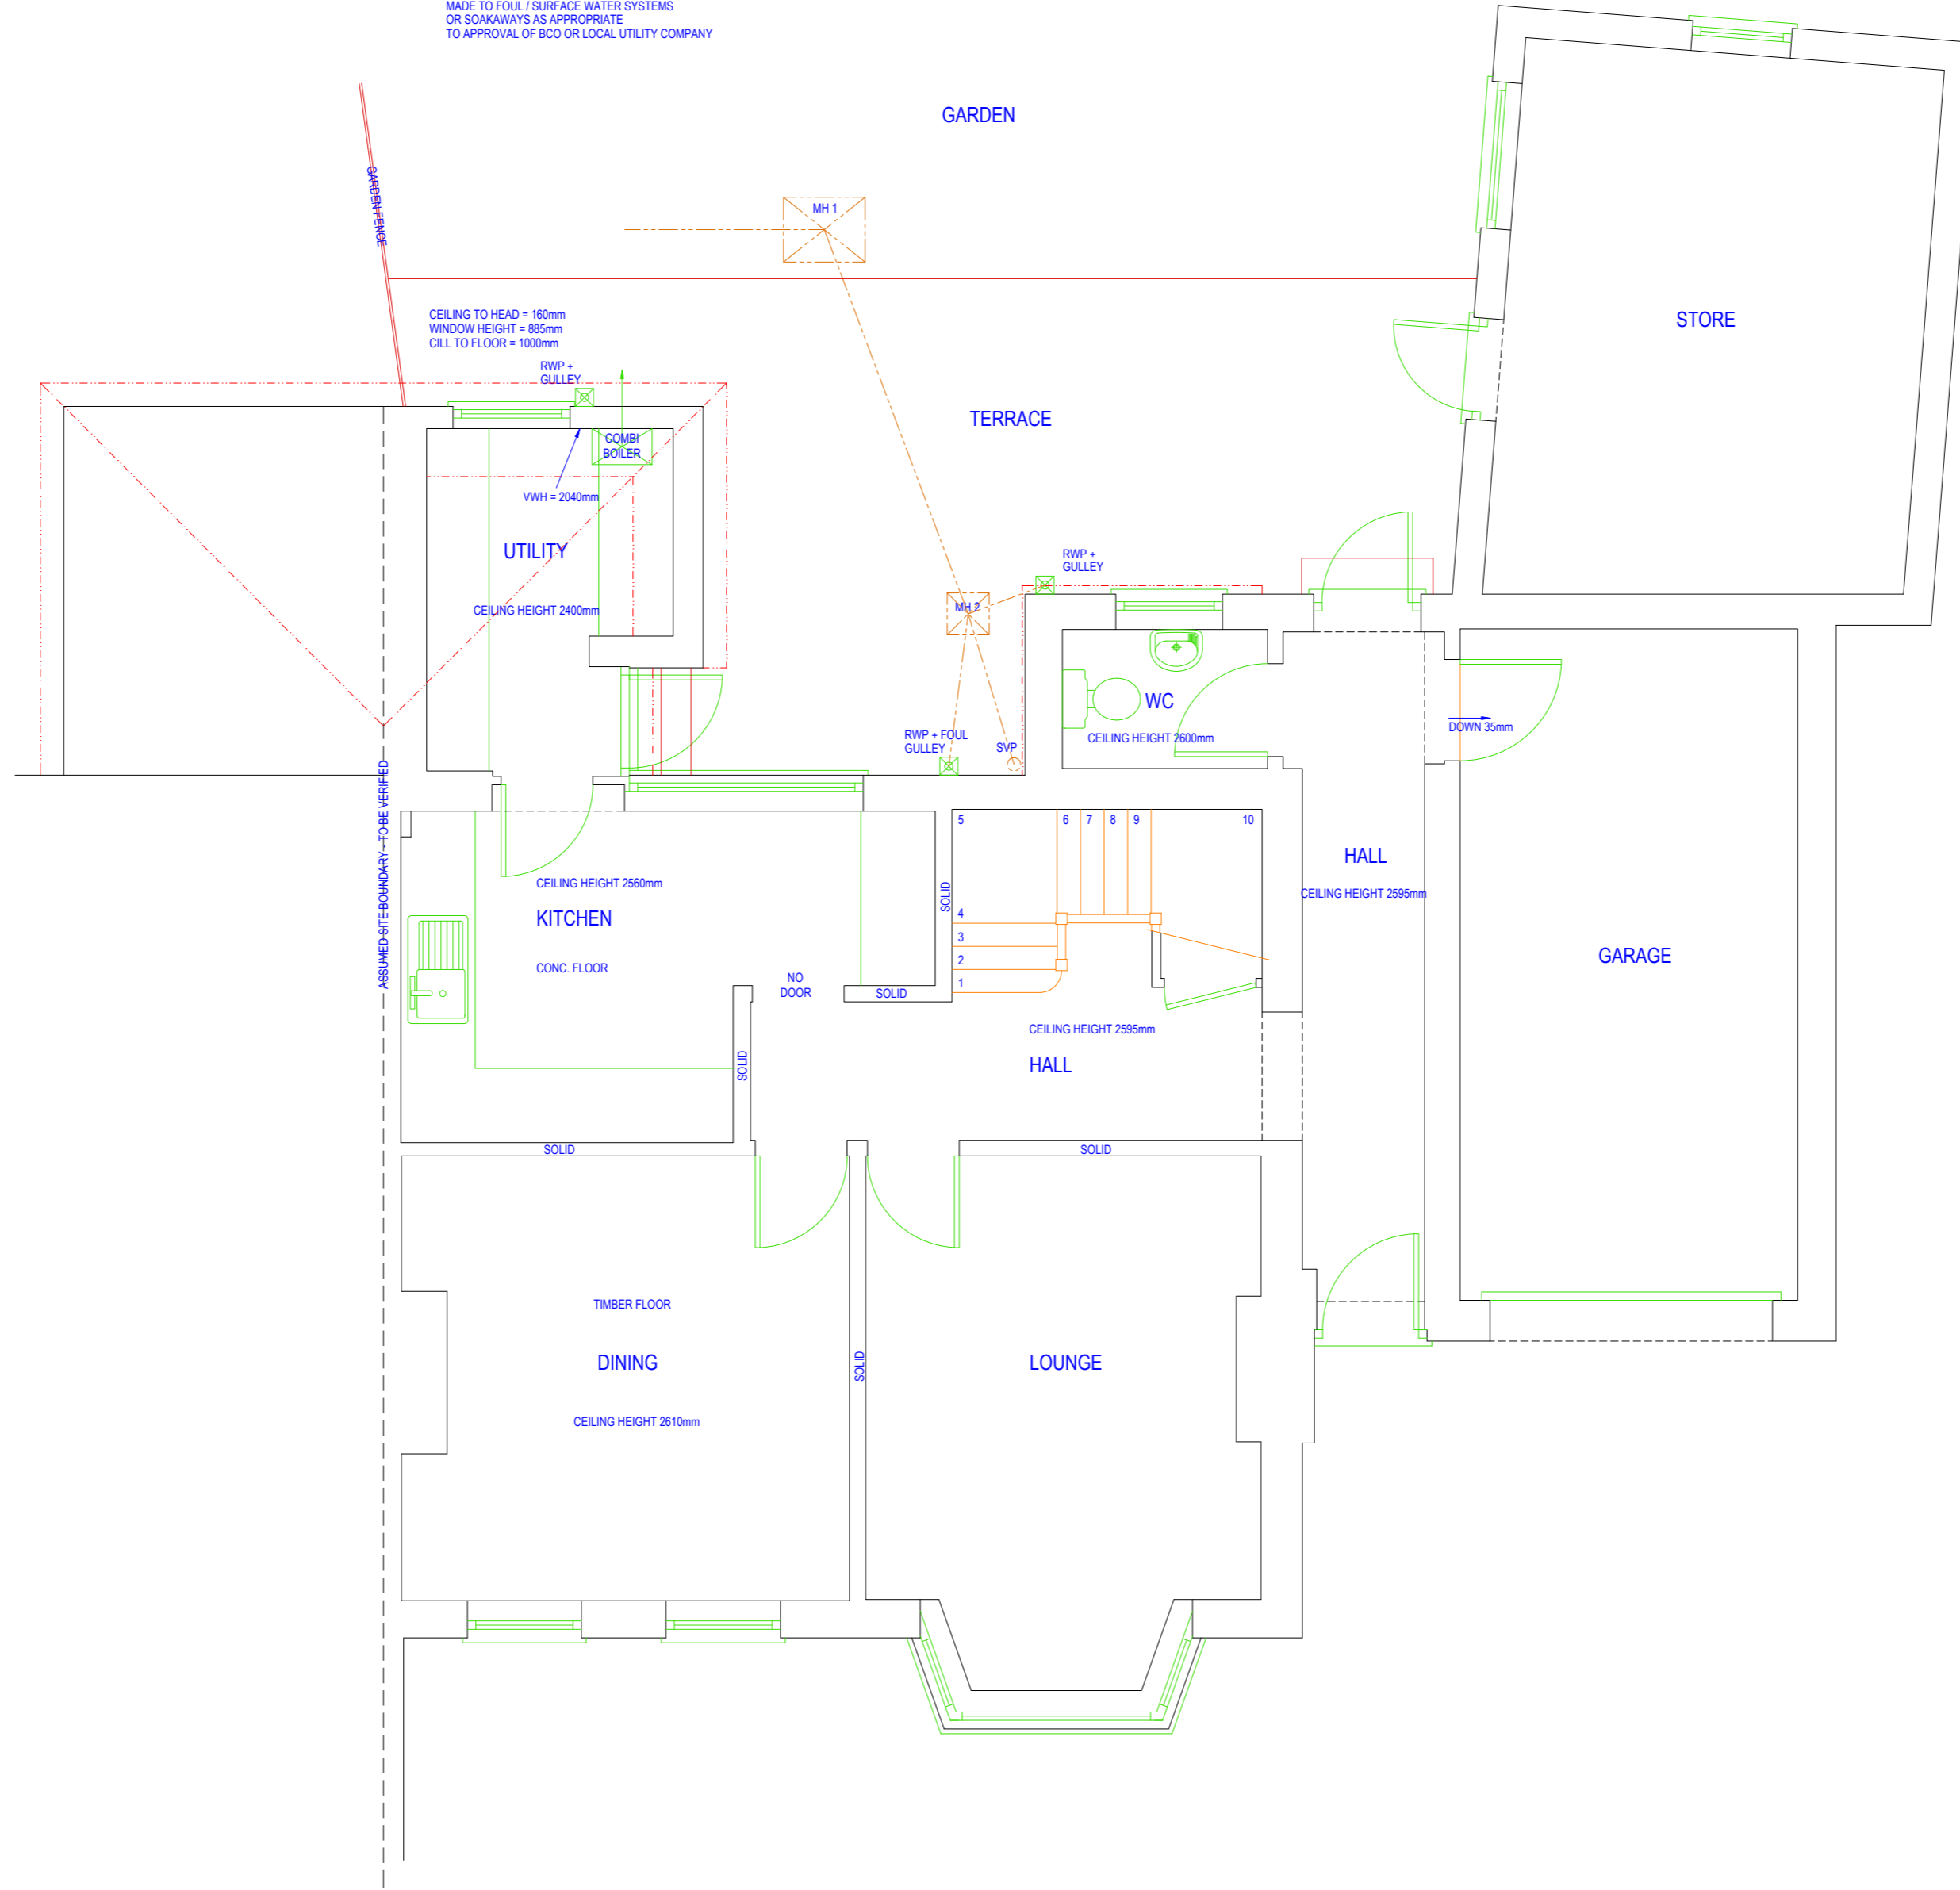 MADE TO FOUL / SURFACE WATER SYSTEMS
OR SOAKAWAYS AS APPROPRIATE
TO APPROVAL OF BCO OR LOCAL UTILITY COMPANY
GARDEN
GARDEN FENCE
MH 1
STORE
CEILING TO HEAD = 160mm
WINDOW HEIGHT = 885mm
CILL TO FLOOR = 1000mm
RWP +
GULLEY
TERRACE
COMBI
BOILER
VWH = 2040mm
UTILITY
CEILING HEIGHT 2400mm
RWP +
GULLEY
MH 2
WC
CEILING HEIGHT 2600mm
DOWN 35mm
RWP + FOUL
GULLEY
SVP
ASSUMED SITE BOUNDARY - TO BE VERIFIED
5
6
7
8
9
10
HALL
CEILING HEIGHT 2595mm
CEILING HEIGHT 2560mm
KITCHEN
SOLID
4
3
2
1
CONC. FLOOR
NO
DOOR
SOLID
GARAGE
CEILING HEIGHT 2595mm
HALL
SOLID
SOLID
SOLID
TIMBER FLOOR
DINING
SOLID
LOUNGE
CEILING HEIGHT 2610mm